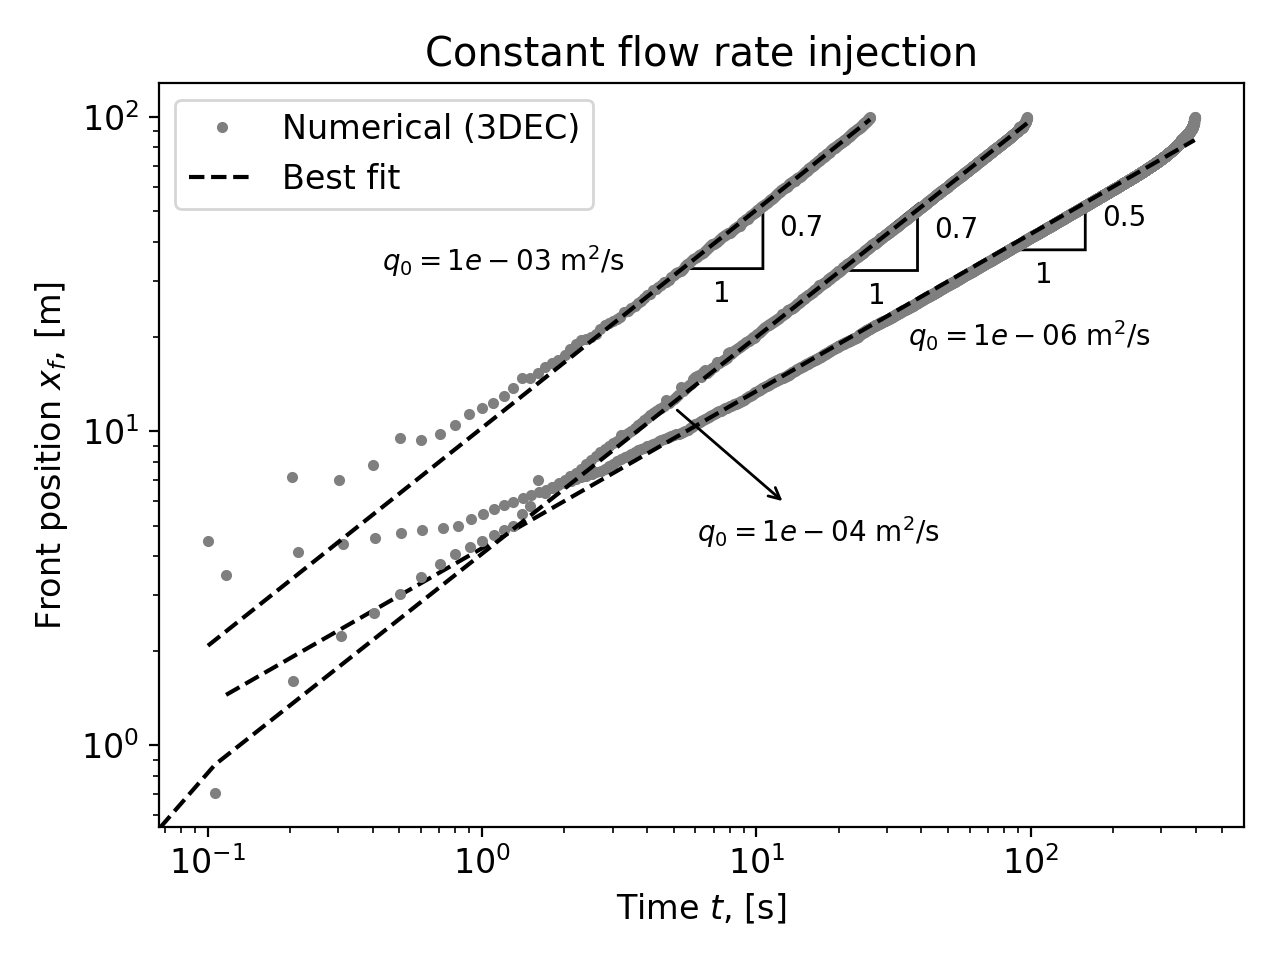 Constant flow rate injection
Numerical (3DEC)
Best fit
10²
10¹
10⁰
Front position x_f, [m]
q₀ = 1e − 03 m²/s
0.7
1
0.7
1
0.5
1
q₀ = 1e − 06 m²/s
q₀ = 1e − 04 m²/s
10⁻¹
10⁰
10¹
10²
Time t, [s]